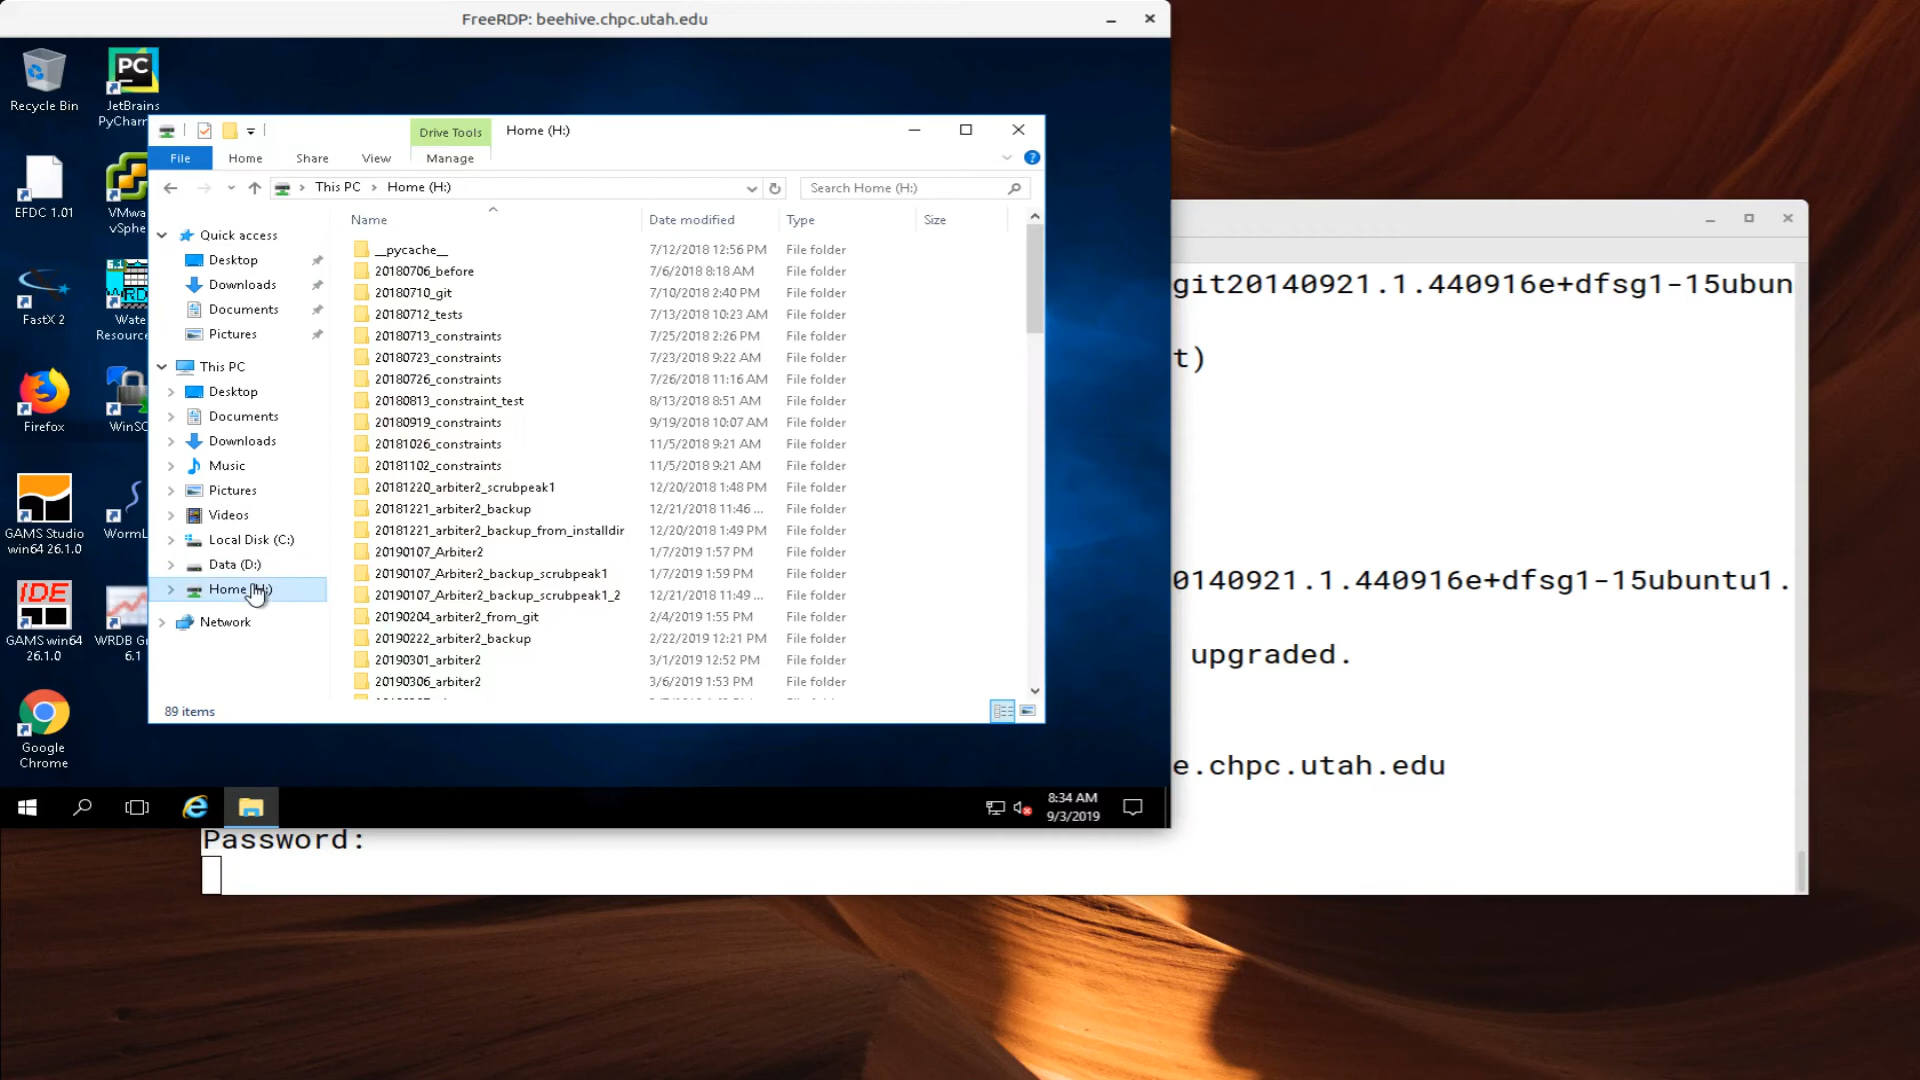 FreeRDP: beehive.chpc.utah.edu
Recycle Bin
PC
JetBrains
PyCharm
Drive Tools
Home (H:)
File
Home
Share
View
Manage
This PC
Home (H:)
Search Home (H:)
Name
Date modified
Type
Size
Quick access
Desktop
Downloads
Documents
Pictures
This PC
Desktop
Documents
Downloads
Music
Pictures
Videos
Local Disk (C:)
Data (D:)
Home (H:)
Network
__pycache__ 7/12/2018 12:56 PM File folder
20180706_before 7/6/2018 8:18 AM File folder
20180710_git 7/10/2018 2:40 PM File folder
20180712_tests 7/13/2018 10:23 AM File folder
20180713_constraints 7/25/2018 2:26 PM File folder
20180723_constraints 7/23/2018 9:22 AM File folder
20180726_constraints 7/26/2018 11:16 AM File folder
20180813_constraint_test 8/13/2018 8:51 AM File folder
20180919_constraints 9/19/2018 10:07 AM File folder
20181026_constraints 11/5/2018 9:21 AM File folder
20181102_constraints 11/5/2018 9:21 AM File folder
20181220_arbiter2_scrubpeak1 12/20/2018 1:48 PM File folder
20181221_arbiter2_backup 12/21/2018 11:46 ... File folder
20181221_arbiter2_backup_from_installdir 12/20/2018 1:49 PM File folder
20190107_Arbiter2 1/7/2019 1:57 PM File folder
20190107_Arbiter2_backup_scrubpeak1 1/7/2019 1:59 PM File folder
20190107_Arbiter2_backup_scrubpeak1_2 12/21/2018 11:49 ... File folder
20190204_arbiter2_from_git 2/4/2019 1:55 PM File folder
20190222_arbiter2_backup 2/22/2019 12:21 PM File folder
20190301_arbiter2 3/1/2019 12:52 PM File folder
20190306_arbiter2 3/6/2019 1:53 PM File folder
89 items
EFDC 1.01
VMwa
vSphe
FastX 2
Wate
Resourc
Firefox
WinSC
GAMS Studio
win64 26.1.0
WormL
IDE
GAMS win64
26.1.0
WRDB G
6.1
Google
Chrome
8:34 AM
9/3/2019
git20140921.1.440916e+dfsg1-15ubun
t)
0140921.1.440916e+dfsg1-15ubuntu1.
upgraded.
e.chpc.utah.edu
Password: